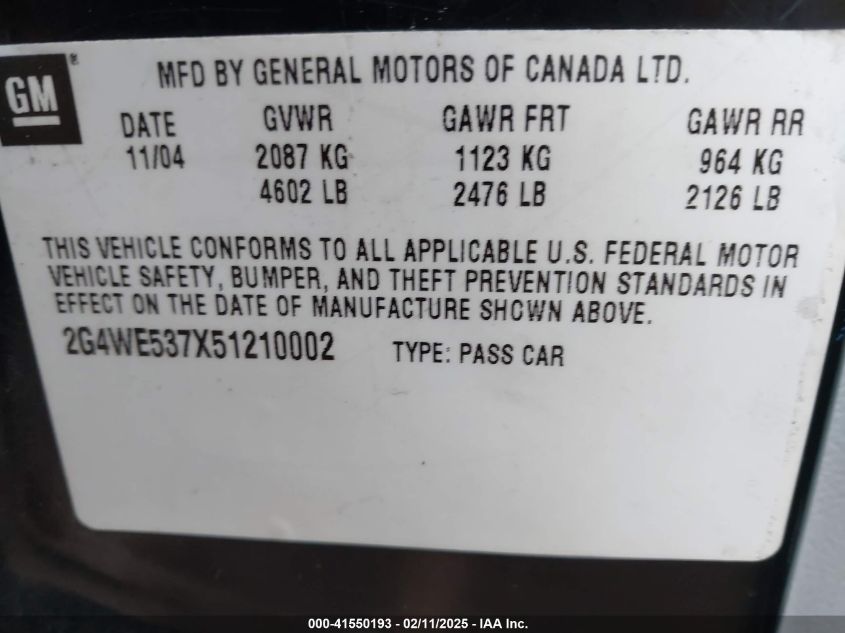 GM ®
MFD BY GENERAL MOTORS OF CANADA LTD.
DATE GVWR GAWR FRT GAWR RR
11/04 2087 KG 1123 KG 964 KG
4602 LB 2476 LB 2126 LB
THIS VEHICLE CONFORMS TO ALL APPLICABLE U.S. FEDERAL MOTOR
VEHICLE SAFETY, BUMPER, AND THEFT PREVENTION STANDARDS IN
EFFECT ON THE DATE OF MANUFACTURE SHOWN ABOVE.
2G4WE537X51210002 TYPE: PASS CAR
000-41550193 - 02/11/2025 - IAA Inc.